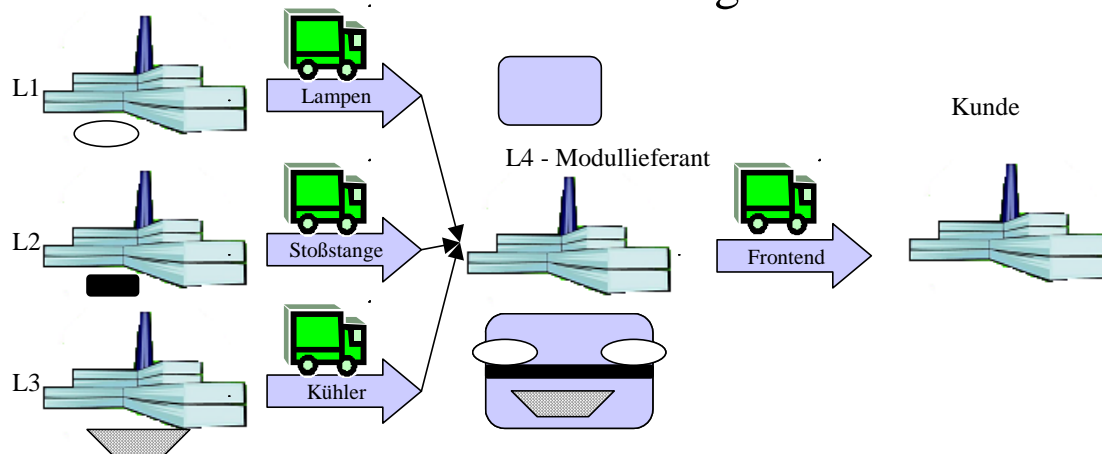 L1
Lampen
Kunde
L4 - Modullieferant
L2
Stoßstange
Frontend
L3
Kühler